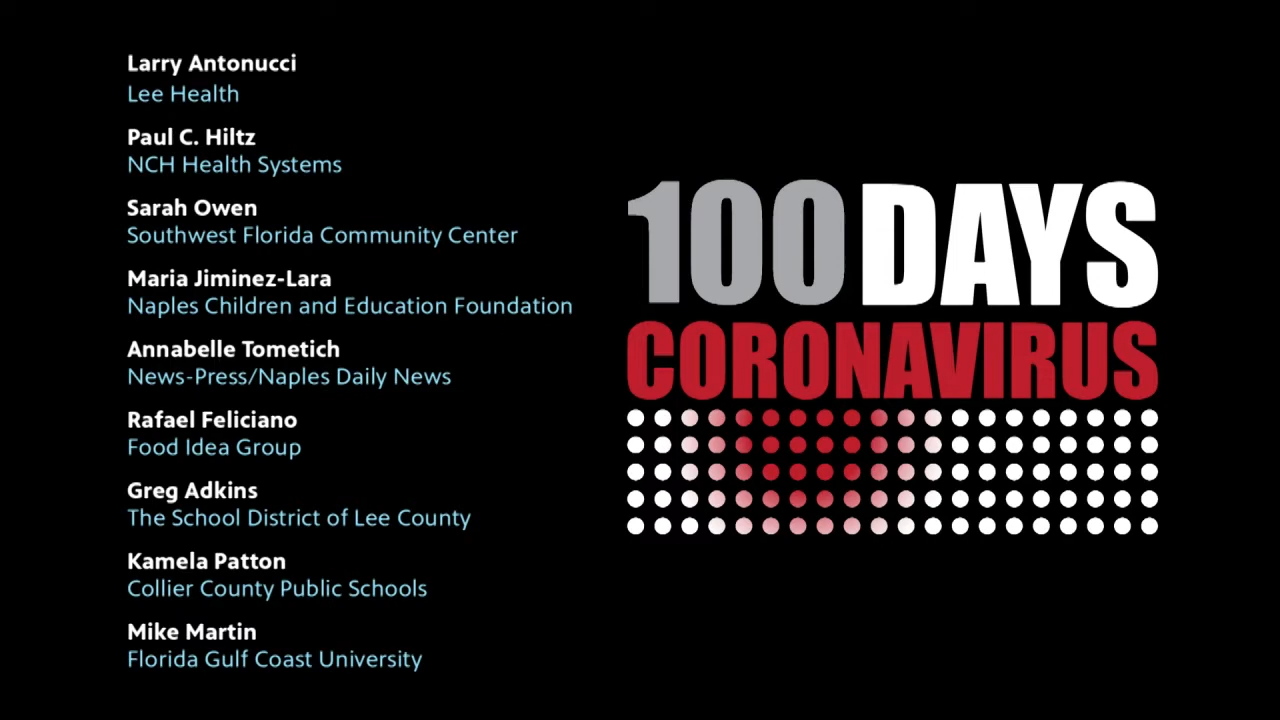 Larry Antonucci
Lee Health
Paul C. Hiltz
NCH Health Systems
Sarah Owen
Southwest Florida Community Center
Maria Jiminez-Lara
Naples Children and Education Foundation
Annabelle Tometich
News-Press/Naples Daily News
Rafael Feliciano
Food Idea Group
Greg Adkins
The School District of Lee County
Kamela Patton
Collier County Public Schools
Mike Martin
Florida Gulf Coast University
100 DAYS
CORONAVIRUS